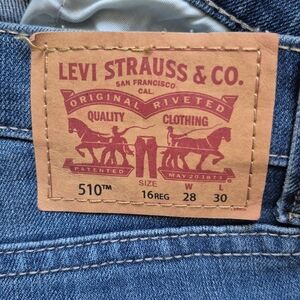 LEVI STRAUSS & CO.
SAN FRANCISCO
CAL.
ORIGINAL RIVETED
QUALITY CLOTHING
PATENTED MAY 20 1873
SIZE W L
510™ 16REG 28 30